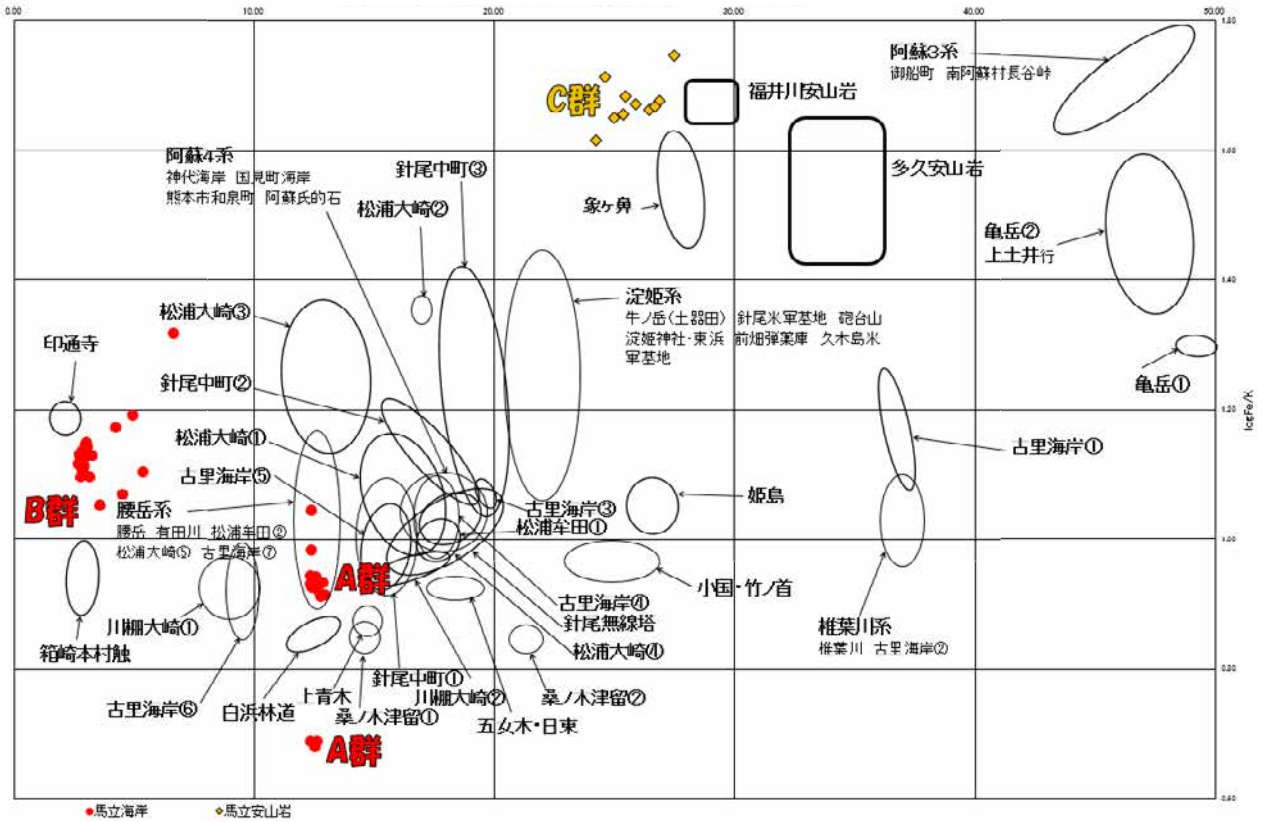 0.00 10.00 20.00 30.00 40.00 50.00
1.80
阿蘇3系
御船町 南阿蘇村長谷峠
C群
福井川安山岩
1.60
阿蘇4系
神代海岸 国見町海岸
熊本市和泉町 阿蘇氏的石
針尾中町③
多久安山岩
松浦大崎②
象ヶ鼻
亀岳②
上土井行
1.40
淀姫系
牛ノ岳(土器田) 針尾米軍基地 砲台山
淀姫神社・東浜 前畑弾薬庫 久木島米
軍基地
松浦大崎③
印通寺
針尾中町②
亀岳①
1.20
logFe/K
松浦大崎①
古里海岸①
古里海岸⑤
姫島
B群
腰岳系
腰岳 有田川 松浦牟田②
松浦大崎⑤ 古里海岸⑦
古里海岸③
松浦牟田①
1.00
A群
小国・竹ノ首
古里海岸④
針尾無線塔
川棚大崎①
椎葉川系
椎葉川 古里海岸②
箱崎本村触
松浦大崎④
0.80
針尾中町①
上青木
川棚大崎②
桑ノ木津留②
古里海岸⑥
白浜林道
桑ノ木津留①
五女木・日東
A群
0.60
馬立海岸 馬立安山岩